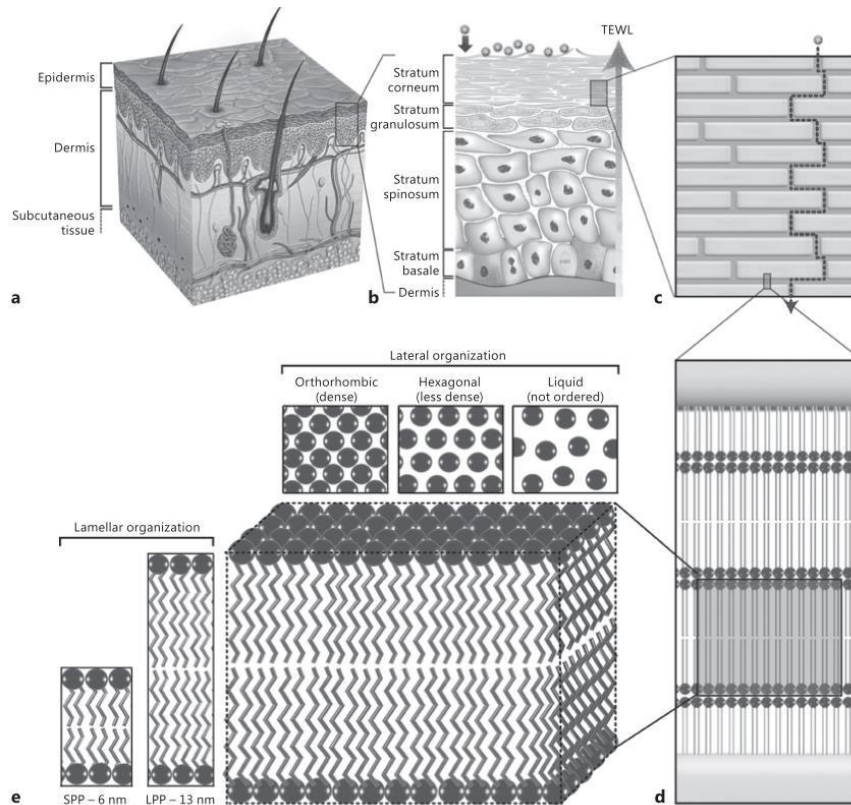 Epidermis
Dermis
Subcutaneous
tissue
a
TEWL
Stratum
corneum
Stratum
granulosum
Stratum
spinosum
Stratum
basale
Dermis
b
c
Lateral organization
Orthorhombic
(dense)
Hexagonal
(less dense)
Liquid
(not ordered)
Lamellar organization
SPP – 6 nm
LPP – 13 nm
e
d